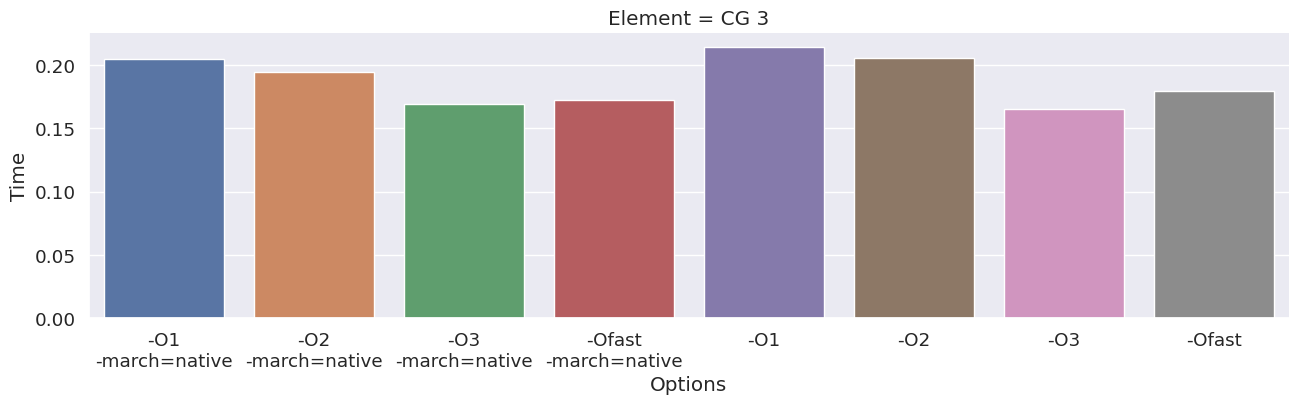 Element = CG 3
Time
0.20
0.15
0.10
0.05
0.00
-O1 -O2 -O3 -Ofast -O1 -O2 -O3 -Ofast
-march=native -march=native -march=native -march=native
Options